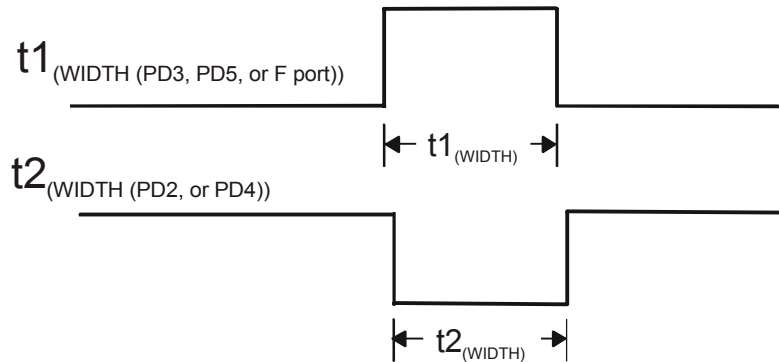 t1(WIDTH (PD3, PD5, or F port))
t1(WIDTH)
t2(WIDTH (PD2, or PD4))
t2(WIDTH)